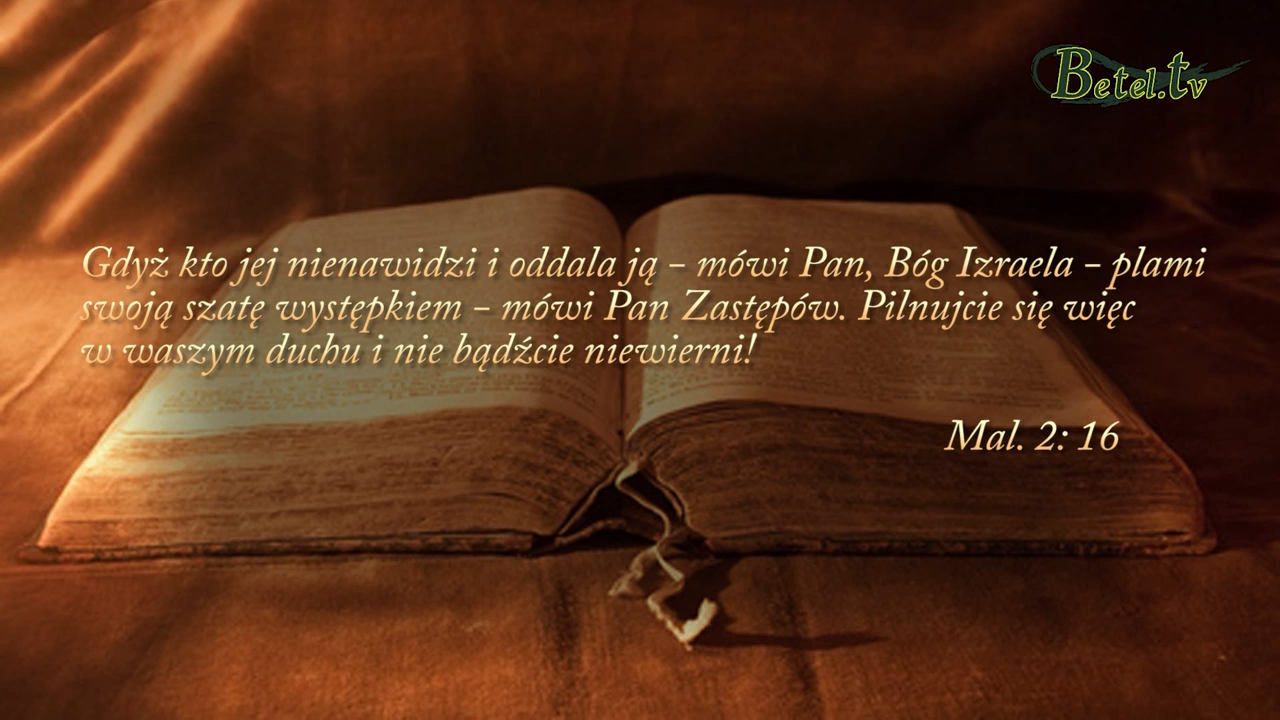 Betel.tv
Gdyż kto jej nienawidzi i oddala ją – mówi Pan, Bóg Izraela – plami
swoją szatę występkiem – mówi Pan Zastępów. Pilnujcie się więc
w waszym duchu i nie bądźcie niewierni!
Mal. 2: 16